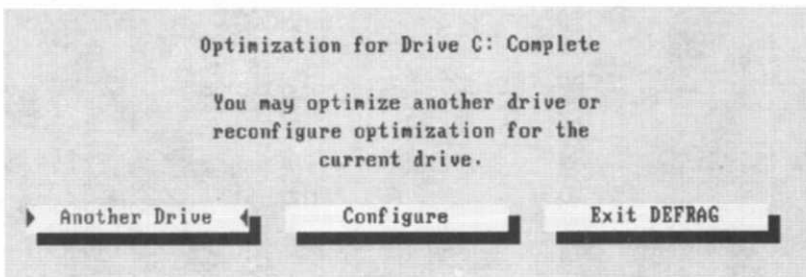 Optimization for Drive C: Complete
You may optimize another drive or
reconfigure optimization for the
current drive.
Another Drive Configure Exit DEFRAG